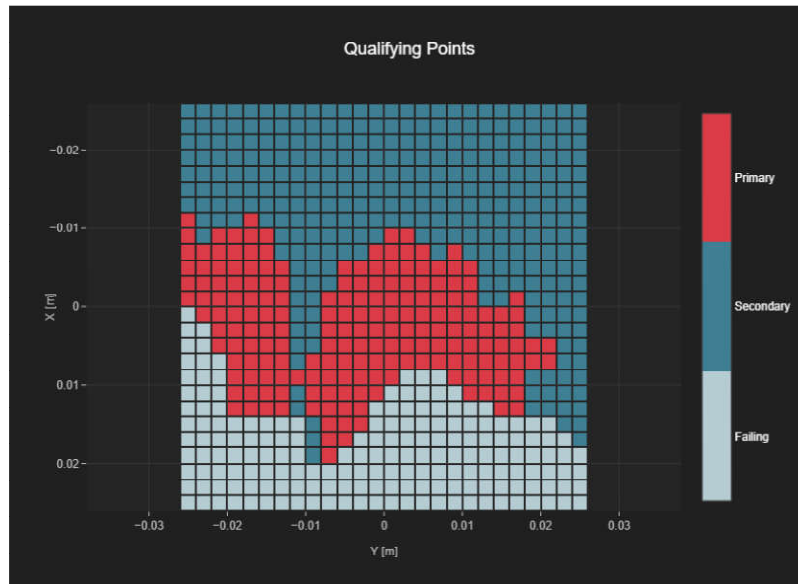 Qualifying Points
−0.02
−0.01
0
0.01
0.02
X [m]
−0.03
−0.02
−0.01
0
0.01
0.02
0.03
Y [m]
Primary
Secondary
Failing